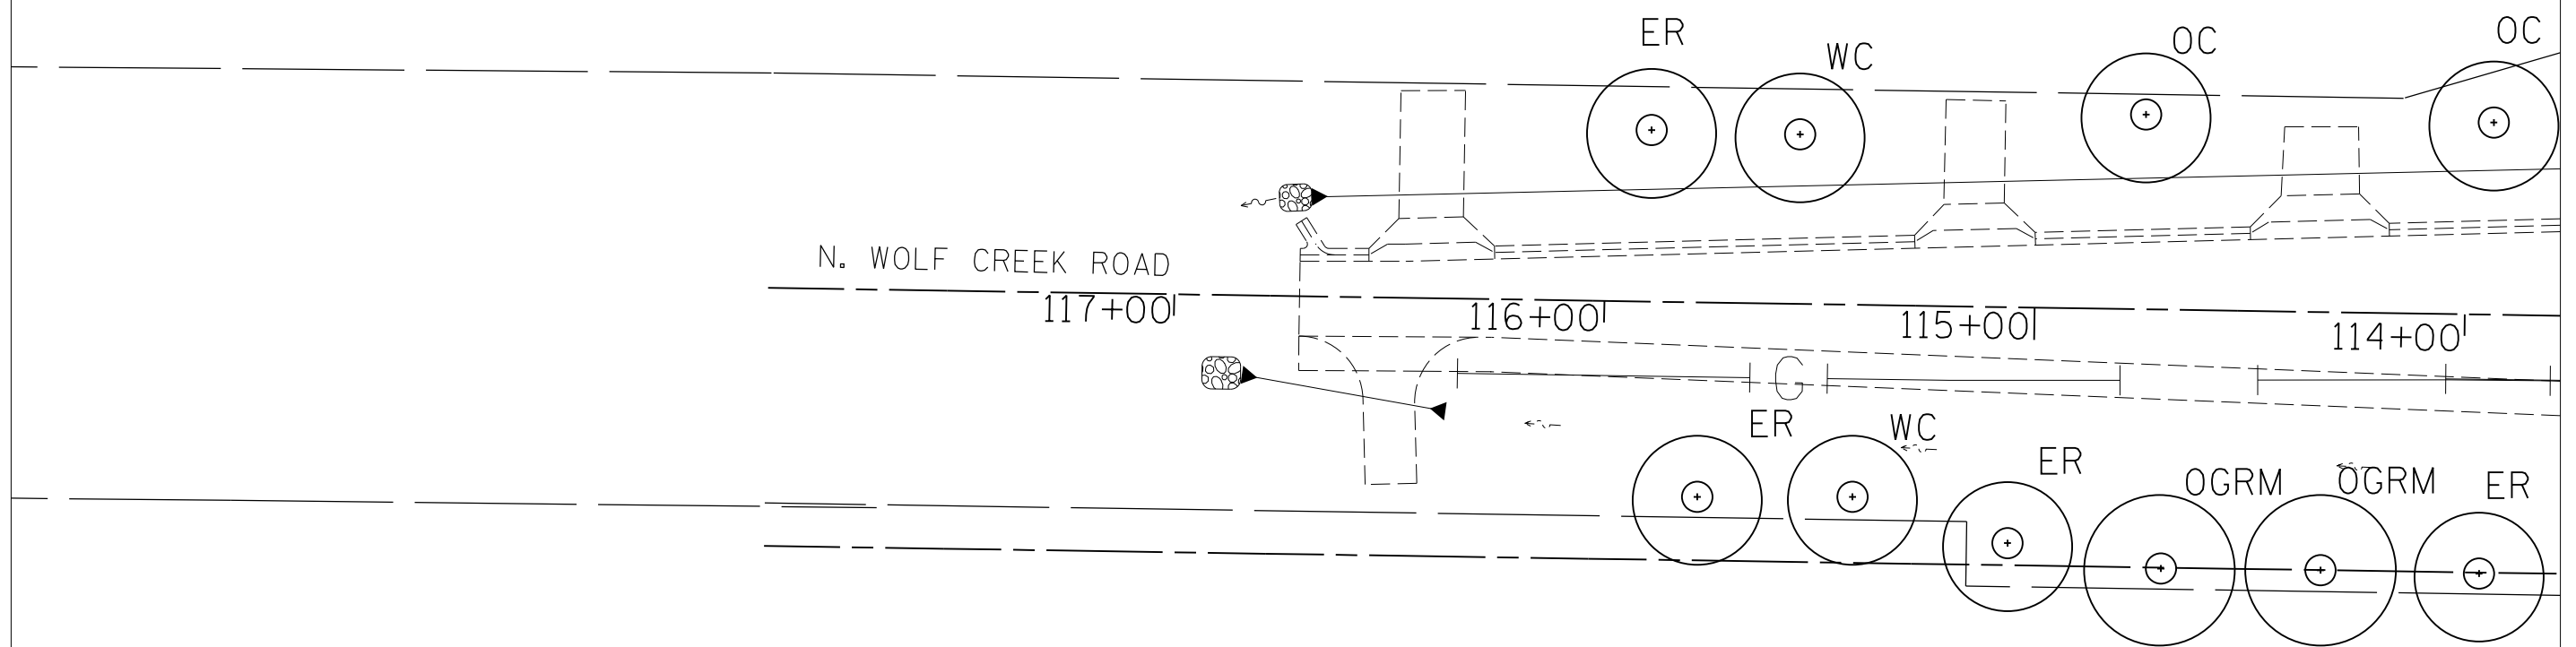 ER
WC
OC
OC
N. WOLF CREEK ROAD
117+00
116+00
115+00
114+00
G
ER
WC
ER
OGRM
OGRM
ER